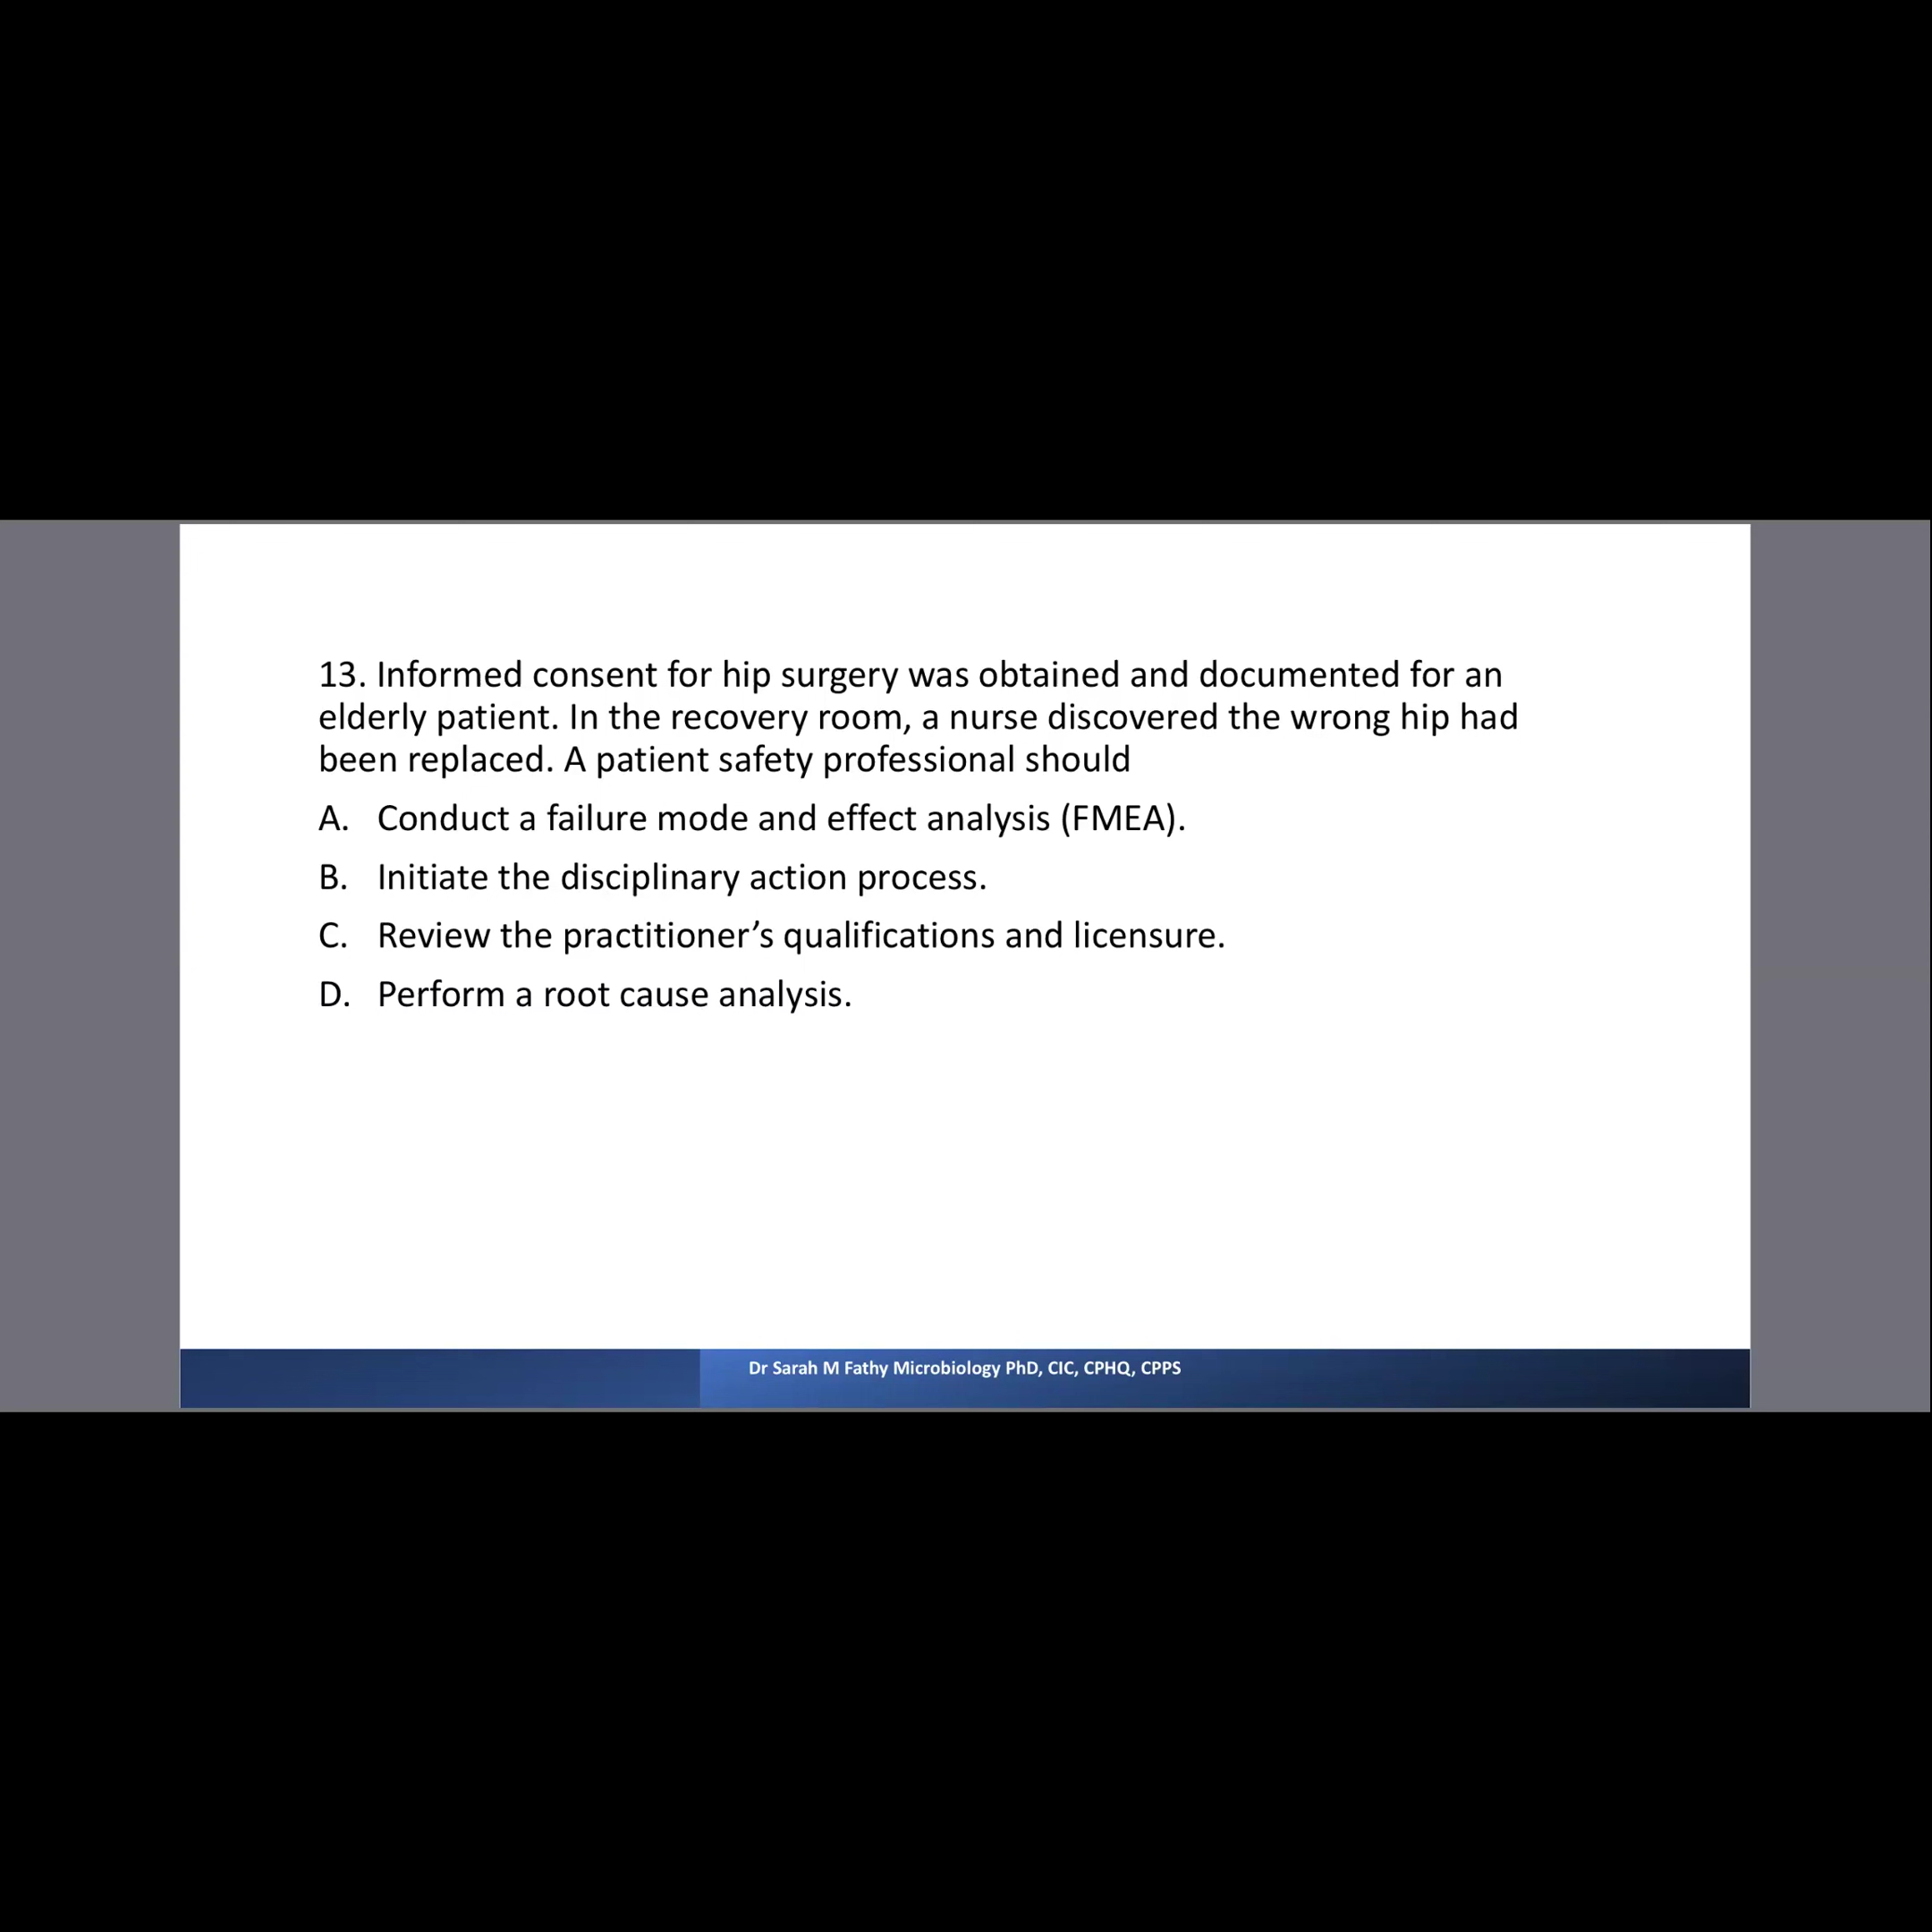 13. Informed consent for hip surgery was obtained and documented for an
elderly patient. In the recovery room, a nurse discovered the wrong hip had
been replaced. A patient safety professional should
A. Conduct a failure mode and effect analysis (FMEA).
B. Initiate the disciplinary action process.
C. Review the practitioner’s qualifications and licensure.
D. Perform a root cause analysis.
Dr Sarah M Fathy Microbiology PhD, CIC, CPHQ, CPPS